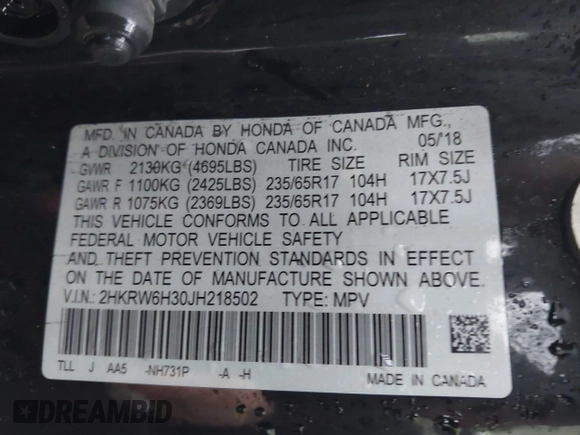 MFD. IN CANADA BY HONDA OF CANADA MFG.,
A DIVISION OF HONDA CANADA INC. 05/18
GVWR 2130KG (4695LBS) TIRE SIZE RIM SIZE
GAWR F 1100KG (2425LBS) 235/65R17 104H 17X7.5J
GAWR R 1075KG (2369LBS) 235/65R17 104H 17X7.5J
THIS VEHICLE CONFORMS TO ALL APPLICABLE
FEDERAL MOTOR VEHICLE SAFETY
AND THEFT PREVENTION STANDARDS IN EFFECT
ON THE DATE OF MANUFACTURE SHOWN ABOVE.
V.I.N.: 2HKRW6H30JH218502 TYPE: MPV
TLL J AA5 -NH731P -A -H MADE IN CANADA
DREAMBID